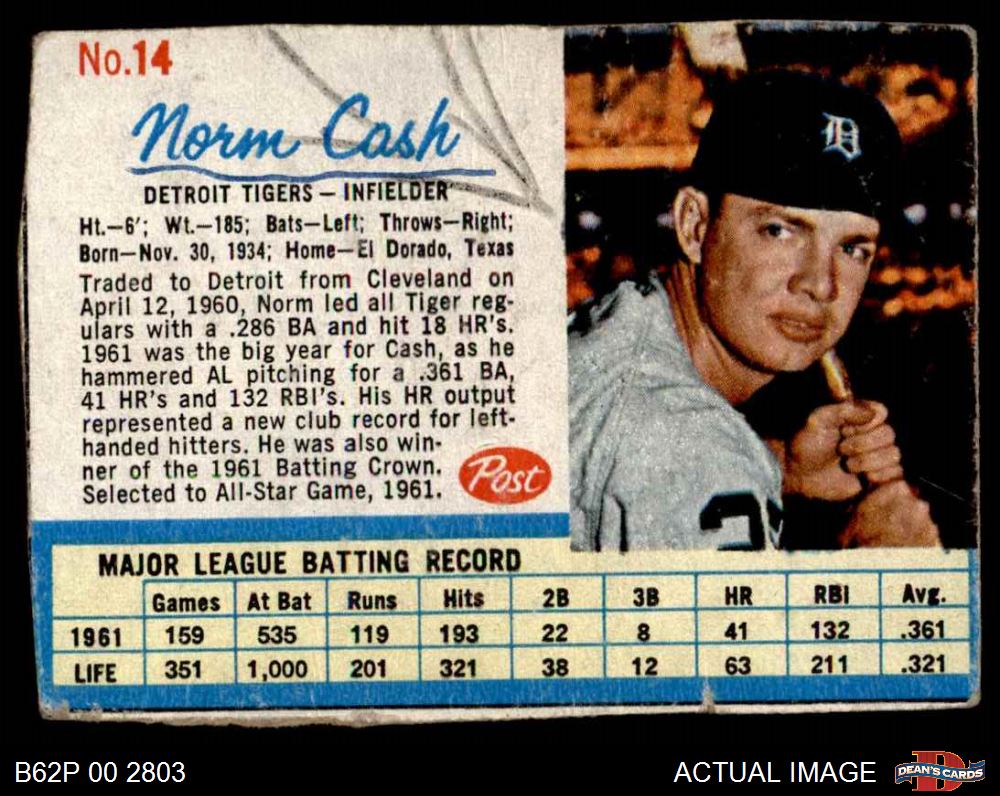 No.14
Norm Cash
DETROIT TIGERS – INFIELDER
Ht.–6'; Wt.–185; Bats–Left; Throws–Right;
Born–Nov. 30, 1934; Home–El Dorado, Texas
Traded to Detroit from Cleveland on
April 12, 1960, Norm led all Tiger reg-
ulars with a .286 BA and hit 18 HR's.
1961 was the big year for Cash, as he
hammered AL pitching for a .361 BA,
41 HR's and 132 RBI's. His HR output
represented a new club record for left-
handed hitters. He was also win-
ner of the 1961 Batting Crown.
Selected to All-Star Game, 1961.
Post
D
2
MAJOR LEAGUE BATTING RECORD
Games At Bat Runs Hits 2B 3B HR RBI Avg.
1961 159 535 119 193 22 8 41 132 .361
LIFE 351 1,000 201 321 38 12 63 211 .321
B62P 00 2803
ACTUAL IMAGE
D
DEAN'S CARDS